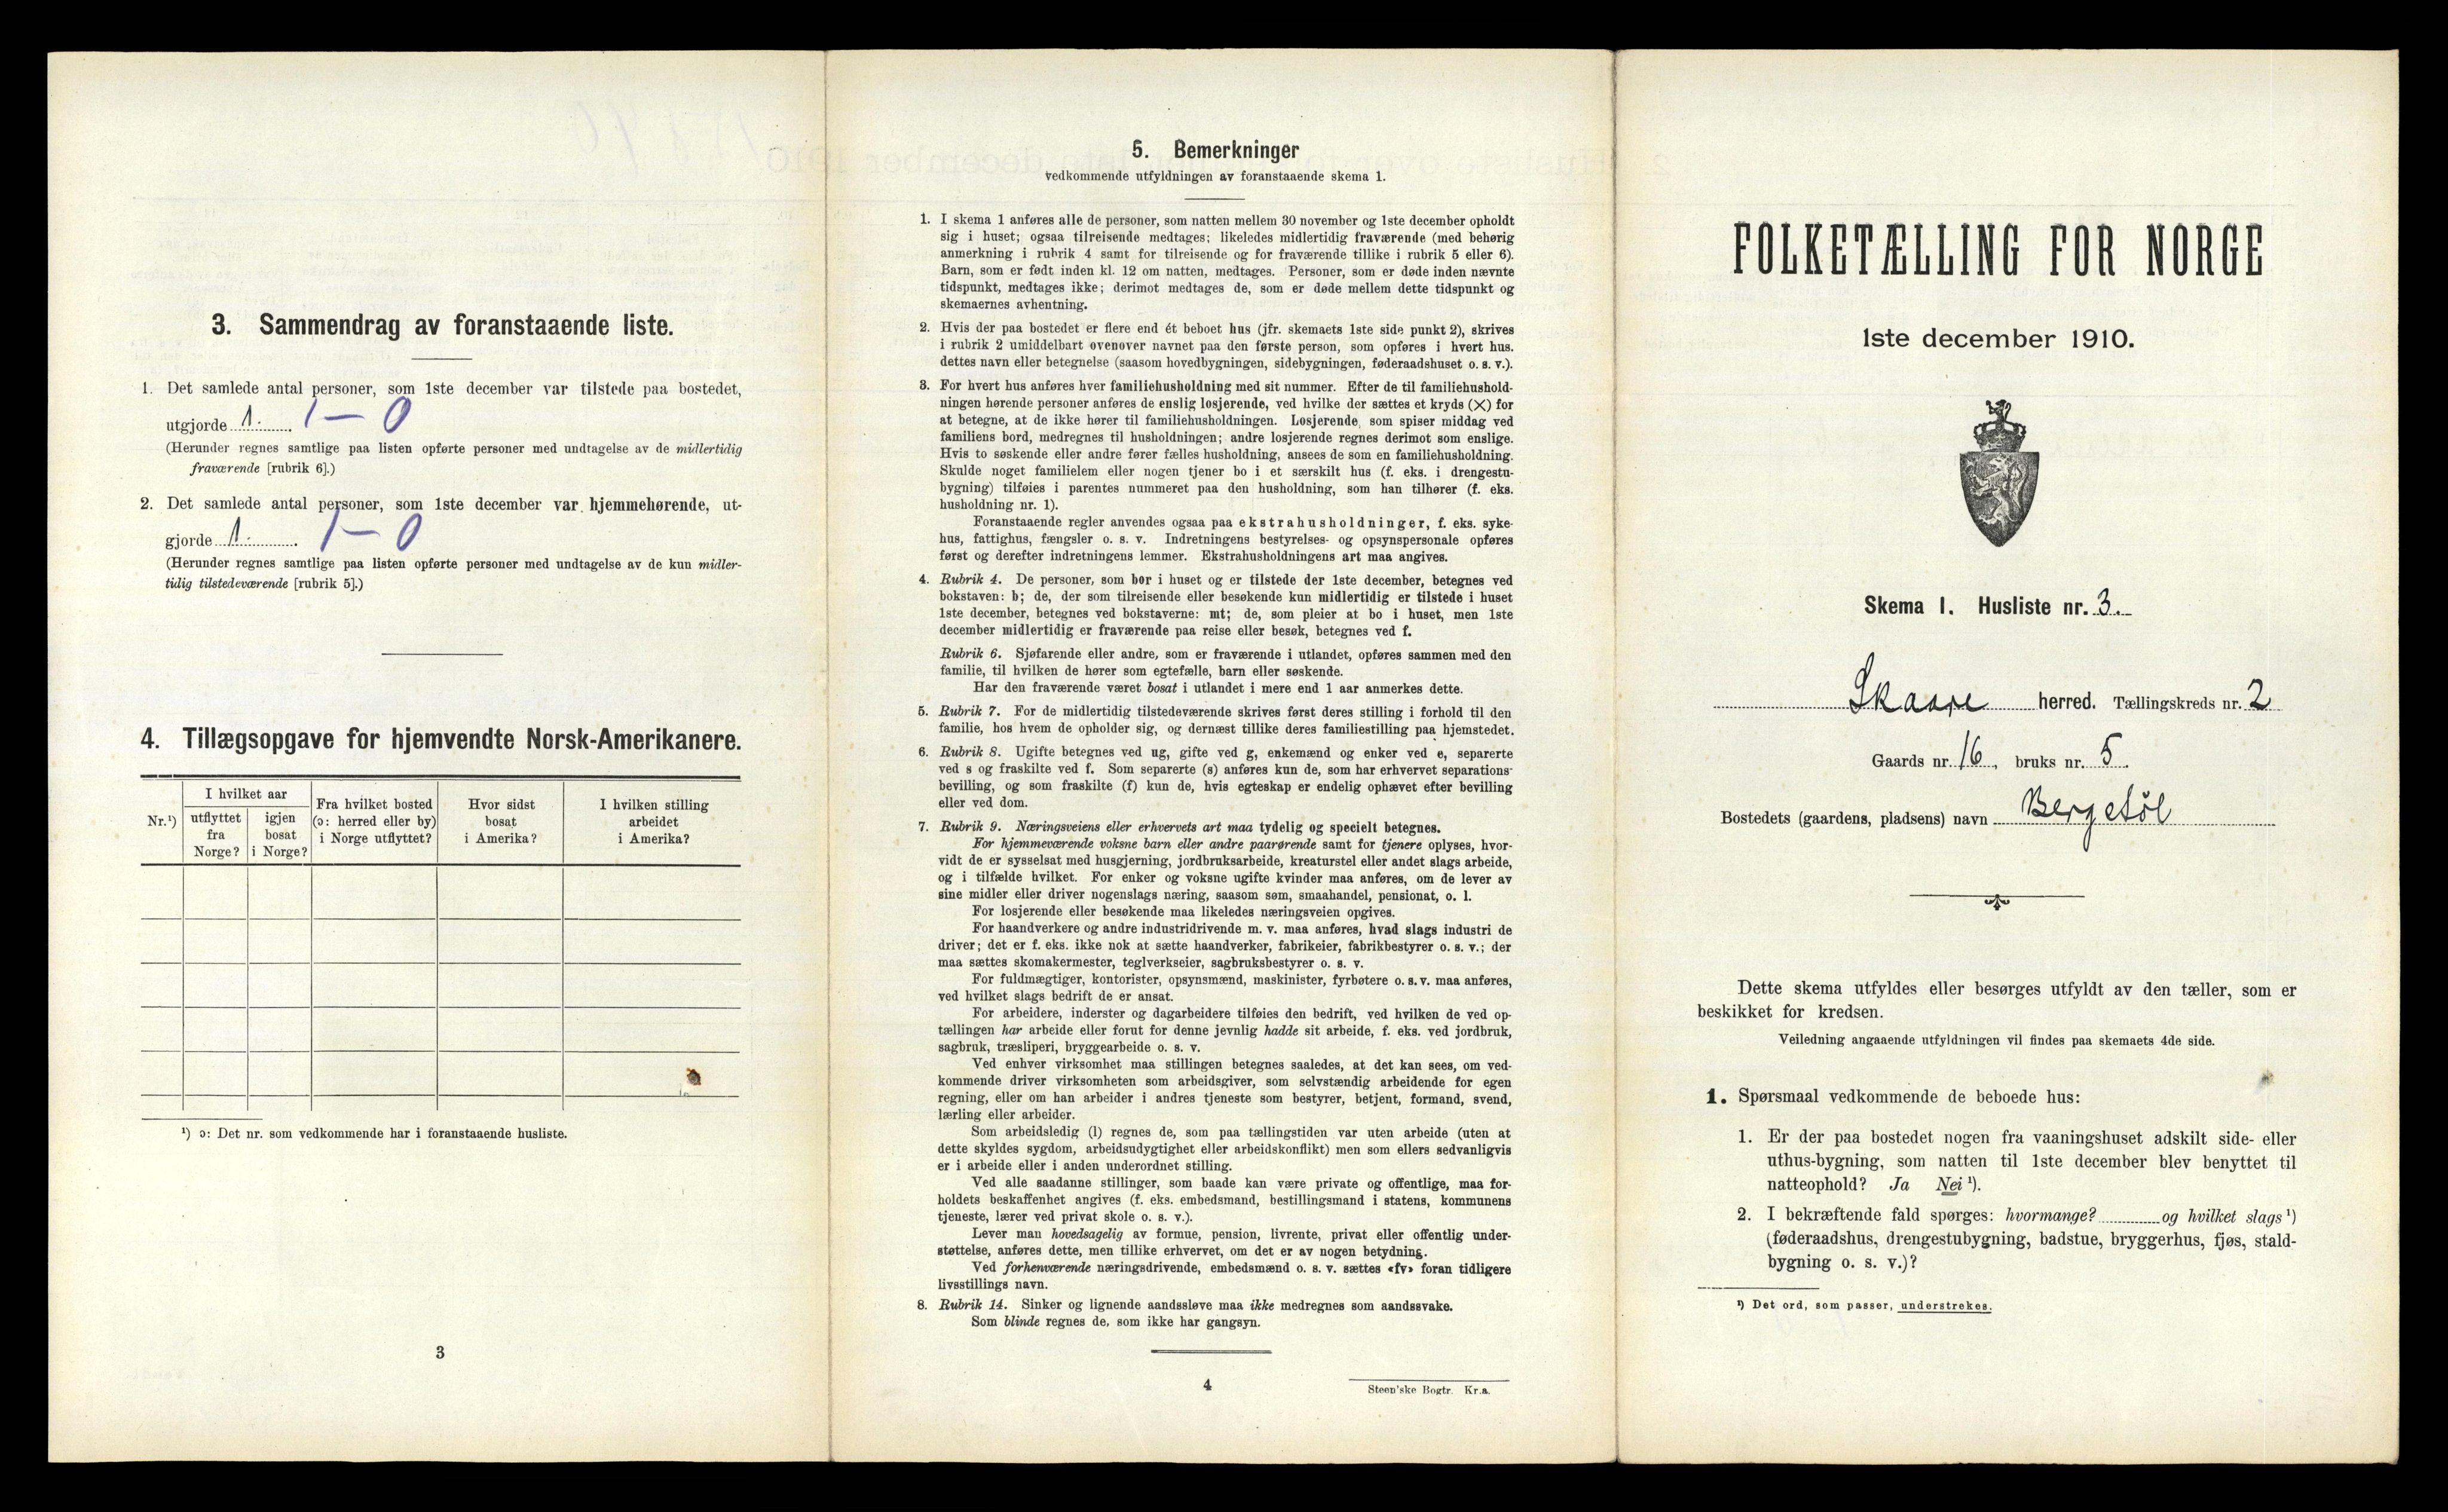 3. Sammendrag av foranstaaende liste.
1. Det samlede antal personer, som 1ste december var tilstede paa bostedet,
utgjorde 1. 1 — 0
(Herunder regnes samtlige paa listen opførte personer med undtagelse av de midlertidig
fraværende [rubrik 6].)
2. Det samlede antal personer, som 1ste december var hjemmehørende, ut-
gjorde 1. 1 — 0
(Herunder regnes samtlige paa listen opførte personer med undtagelse av de kun midler-
tidig tilstedeværende [rubrik 5].)
4. Tillægsopgave for hjemvendte Norsk-Amerikanere.
Nr.¹)
I hvilket aar
utflyttet
fra
Norge?
igjen
bosat
i Norge?
Fra hvilket bosted
(ɔ: herred eller by)
i Norge utflyttet?
Hvor sidst
bosat
i Amerika?
I hvilken stilling
arbeidet
i Amerika?
¹) ɔ: Det nr. som vedkommende har i foranstaaende husliste.
3
5. Bemerkninger
vedkommende utfyldningen av foranstaaende skema 1.
1. I skema 1 anføres alle de personer, som natten mellem 30 november og 1ste december opholdt
sig i huset; ogsaa tilreisende medtages; likeledes midlertidig fraværende (med behørig
anmerkning i rubrik 4 samt for tilreisende og for fraværende tillike i rubrik 5 eller 6).
Barn, som er født inden kl. 12 om natten, medtages. Personer, som er døde inden nævnte
tidspunkt, medtages ikke; derimot medtages de, som er døde mellem dette tidspunkt og
skemaernes avhentning.
2. Hvis der paa bostedet er flere end ét beboet hus (jfr. skemaets 1ste side punkt 2), skrives
i rubrik 2 umiddelbart ovenover navnet paa den første person, som opføres i hvert hus.
dettes navn eller betegnelse (saasom hovedbygningen, sidebygningen, føderaadshuset o. s. v.).
3. For hvert hus anføres hver familiehusholdning med sit nummer. Efter de til familiehushold-
ningen hørende personer anføres de enslig losjerende, ved hvilke der sættes et kryds (×) for
at betegne, at de ikke hører til familiehusholdningen. Losjerende, som spiser middag ved
familiens bord, medregnes til husholdningen; andre losjerende regnes derimot som enslige.
Hvis to søskende eller andre fører fælles husholdning, ansees de som en familiehusholdning.
Skulde noget familielem eller nogen tjener bo i et særskilt hus (f. eks. i drengestu-
bygning) tilføies i parentes nummeret paa den husholdning, som han tilhører (f. eks.
husholdning nr. 1).
Foranstaaende regler anvendes ogsaa paa ekstrahusholdninger, f. eks. syke-
hus, fattighus, fængsler o. s. v. Indretningens bestyrelses- og opsynspersonale opføres
først og derefter indretningens lemmer. Ekstrahusholdningens art maa angives.
4. Rubrik 4. De personer, som bor i huset og er tilstede der 1ste december, betegnes ved
bokstaven: b; de, der som tilreisende eller besøkende kun midlertidig er tilstede i huset
1ste december, betegnes ved bokstaverne: mt; de, som pleier at bo i huset, men 1ste
december midlertidig er fraværende paa reise eller besøk, betegnes ved f.
Rubrik 6. Sjøfarende eller andre, som er fraværende i utlandet, opføres sammen med den
familie, til hvilken de hører som egtefælle, barn eller søskende.
Har den fraværende været bosat i utlandet i mere end 1 aar anmerkes dette.
5. Rubrik 7. For de midlertidig tilstedeværende skrives først deres stilling i forhold til den
familie, hos hvem de opholder sig, og dernæst tillike deres familiestilling paa hjemstedet.
6. Rubrik 8. Ugifte betegnes ved ug, gifte ved g, enkemænd og enker ved e, separerte
ved s og fraskilte ved f. Som separerte (s) anføres kun de, som har erhvervet separations-
bevilling, og som fraskilte (f) kun de, hvis egteskap er endelig ophævet efter bevilling
eller ved dom.
7. Rubrik 9. Næringsveiens eller erhvervets art maa tydelig og specielt betegnes.
For hjemmeværende voksne barn eller andre paarørende samt for tjenere oplyses, hvor-
vidt de er sysselsat med husgjerning, jordbruksarbeide, kreaturstel eller andet slags arbeide,
og i tilfælde hvilket. For enker og voksne ugifte kvinder maa anføres, om de lever av
sine midler eller driver nogenslags næring, saasom søm, smaahandel, pensionat, o. l.
For losjerende eller besøkende maa likeledes næringsveien opgives.
For haandverkere og andre industridrivende m. v. maa anføres, hvad slags industri de
driver; det er f. eks. ikke nok at sætte haandverker, fabrikeier, fabrikbestyrer o. s. v.; der
maa sættes skomakermester, teglverkseier, sagbruksbestyrer o. s. v.
For fuldmægtiger, kontorister, opsynsmænd, maskinister, fyrbøtere o. s. v. maa anføres,
ved hvilket slags bedrift de er ansat.
For arbeidere, inderster og dagarbeidere tilføies den bedrift, ved hvilken de ved op-
tællingen har arbeide eller forut for denne jevnlig hadde sit arbeide, f. eks. ved jordbruk,
sagbruk, træsliperi, bryggearbeide o. s. v.
Ved enhver virksomhet maa stillingen betegnes saaledes, at det kan sees, om ved-
kommende driver virksomheten som arbeidsgiver, som selvstændig arbeidende for egen
regning, eller om han arbeider i andres tjeneste som bestyrer, betjent, formand, svend,
lærling eller arbeider.
Som arbeidsledig (l) regnes de, som paa tællingstiden var uten arbeide (uten at
dette skyldes sygdom, arbeidsudygtighet eller arbeidskonflikt) men som ellers sedvanligvis
er i arbeide eller i anden underordnet stilling.
Ved alle saadanne stillinger, som baade kan være private og offentlige, maa for-
holdets beskaffenhet angives (f. eks. embedsmand, bestillingsmand i statens, kommunens
tjeneste, lærer ved privat skole o. s. v.).
Lever man hovedsagelig av formue, pension, livrente, privat eller offentlig under-
støttelse, anføres dette, men tillike erhvervet, om det er av nogen betydning.
Ved forhenværende næringsdrivende, embedsmænd o. s. v. sættes «fv» foran tidligere
livsstillings navn.
8. Rubrik 14. Sinker og lignende aandssløve maa ikke medregnes som aandssvake.
Som blinde regnes de, som ikke har gangsyn.
4
Steen'ske Bogtr. Kr.a.
FOLKETÆLLING FOR NORGE
1ste december 1910.
Skema 1. Husliste nr. 3.
Skaare herred. Tællingskreds nr. 2
Gaards nr. 16, bruks nr. 5.
Bostedets (gaardens, pladsens) navn Bergetøl
Dette skema utfyldes eller besørges utfyldt av den tæller, som er
beskikket for kredsen.
Veiledning angaaende utfyldningen vil findes paa skemaets 4de side.
1. Spørsmaal vedkommende de beboede hus:
1. Er der paa bostedet nogen fra vaaningshuset adskilt side- eller
uthus-bygning, som natten til 1ste december blev benyttet til
natteophold? Ja Nei ¹).
2. I bekræftende fald spørges: hvormange? og hvilket slags ¹)
(føderaadshus, drengestubygning, badstue, bryggerhus, fjøs, stald-
bygning o. s. v.)?
¹) Det ord, som passer, understrekes.